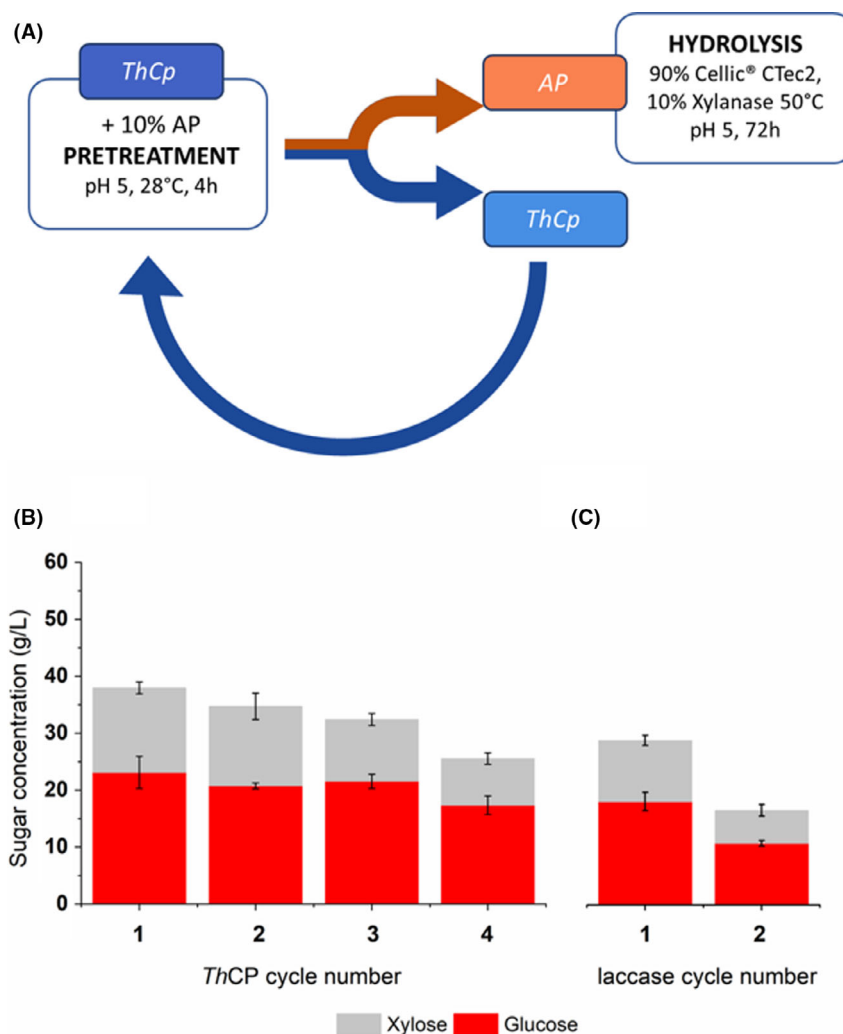 (A)
ThCp
+ 10% AP
PRETREATMENT
pH 5, 28°C, 4h
AP
HYDROLYSIS
90% Cellic® CTec2,
10% Xylanase 50°C
pH 5, 72h
ThCp
(B)
(C)
Sugar concentration (g/L)
60
50
40
30
20
10
0
1 2 3 4
1 2
ThCP cycle number
laccase cycle number
Xylose Glucose